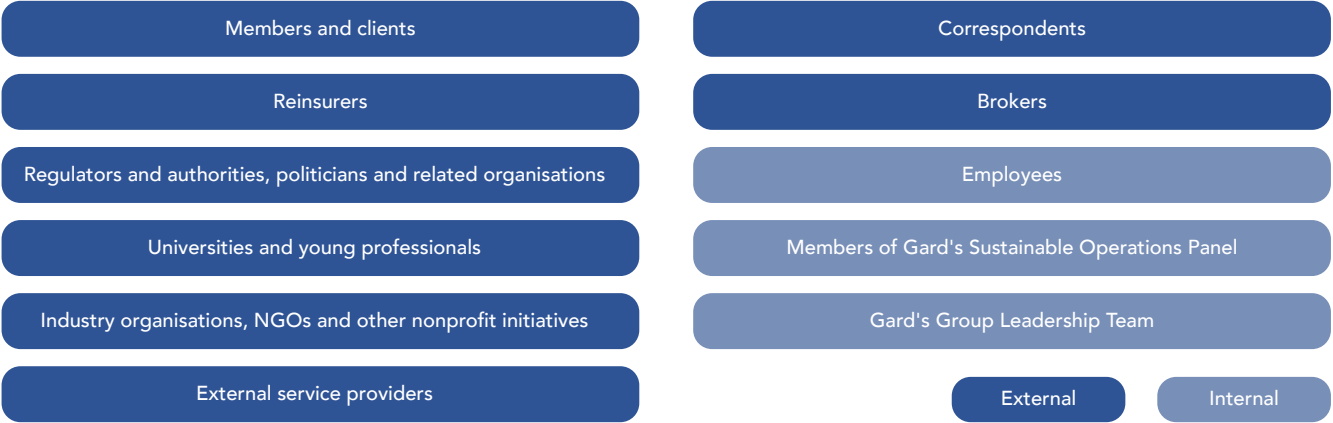 Members and clients
Reinsurers
Regulators and authorities, politicians and related organisations
Universities and young professionals
Industry organisations, NGOs and other nonprofit initiatives
External service providers
Correspondents
Brokers
Employees
Members of Gard's Sustainable Operations Panel
Gard's Group Leadership Team
External
Internal